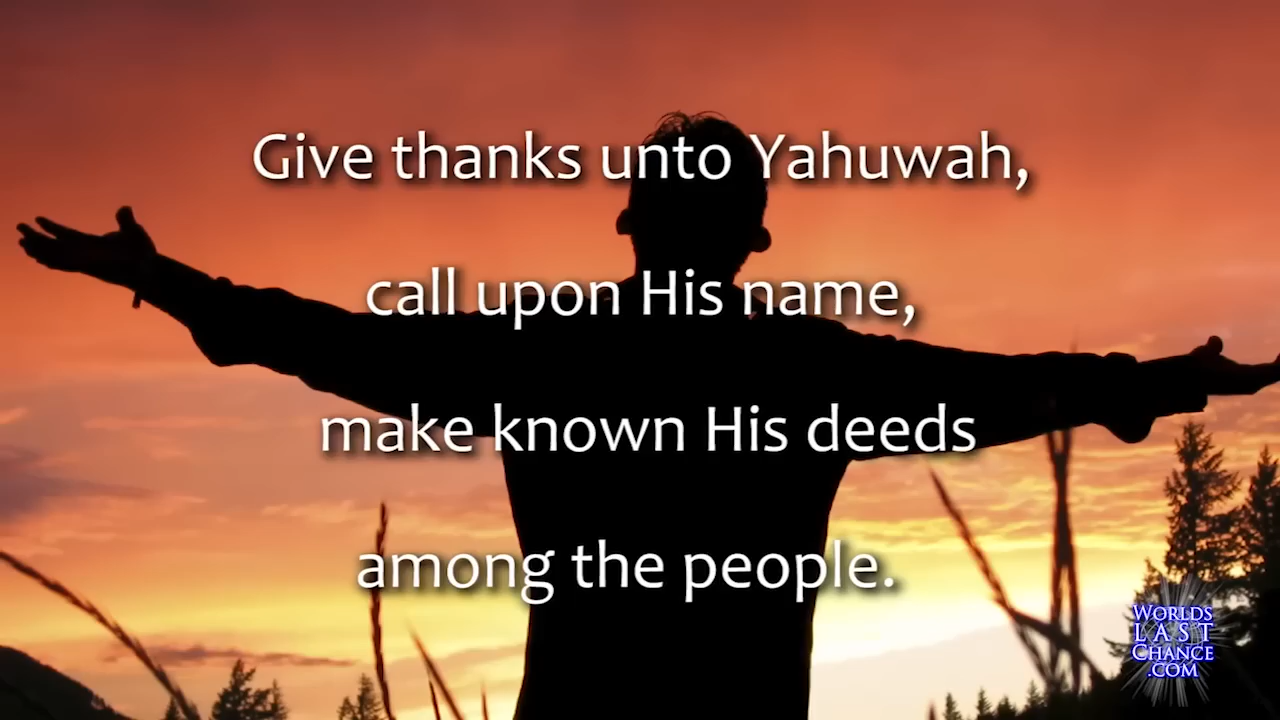 Give thanks unto Yahuwah,
call upon His name,
make known His deeds
among the people.
WORLDS
LAST
CHANCE
.COM